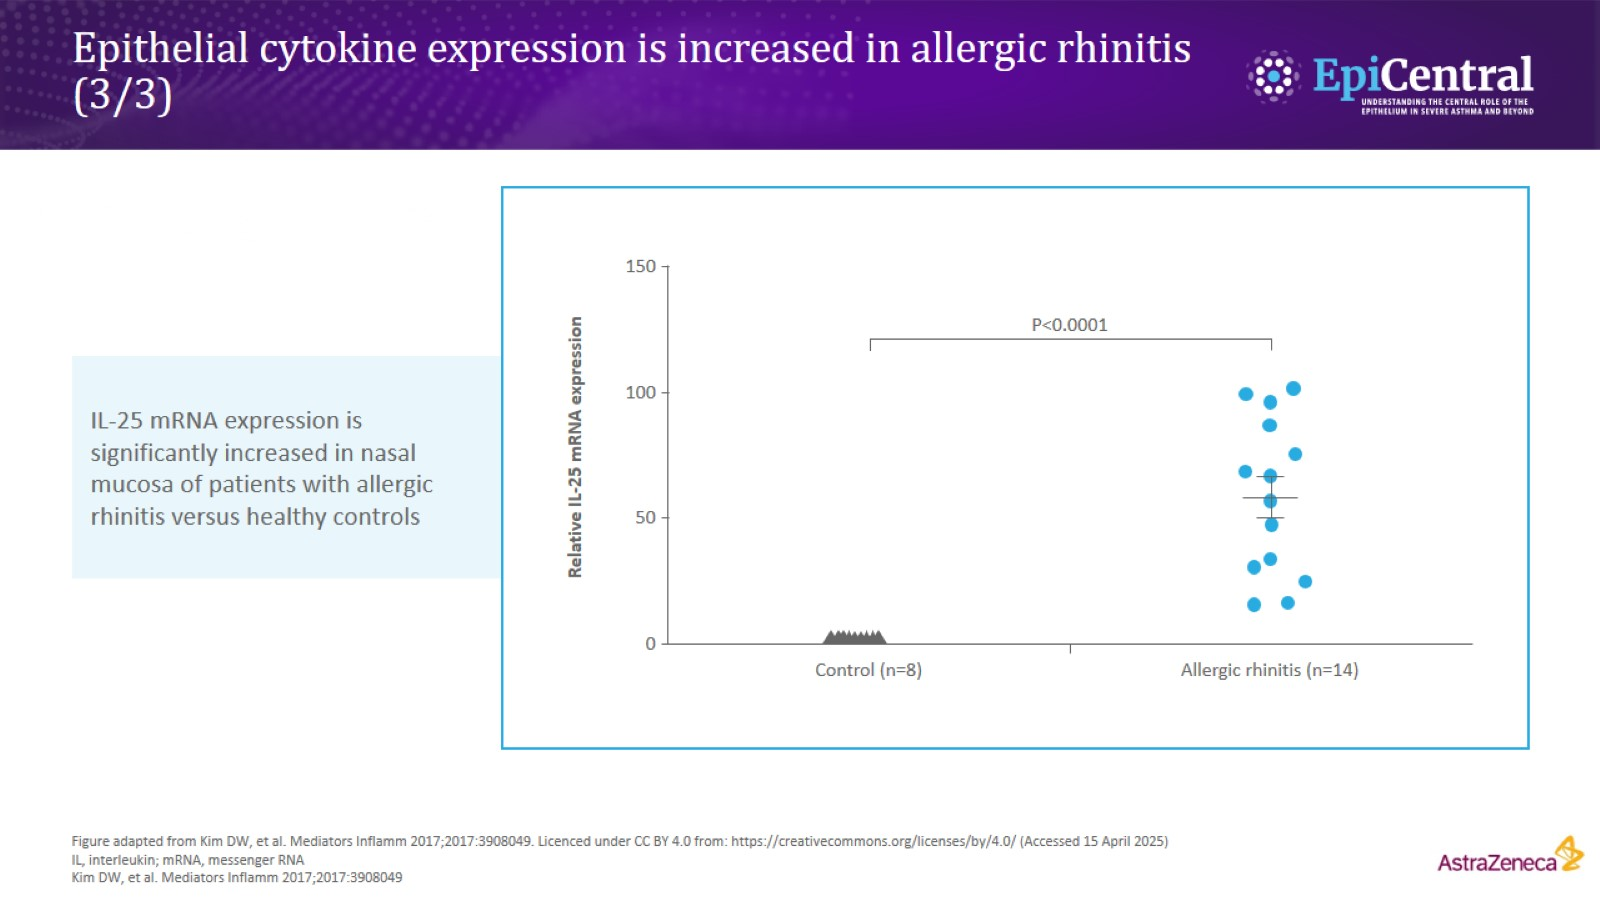 Epithelial cytokine expression is increased in allergic rhinitis
(3/3)
EpiCentral
UNDERSTANDING THE CENTRAL ROLE OF THE
EPITHELIUM IN SEVERE ASTHMA AND BEYOND
IL-25 mRNA expression is
significantly increased in nasal
mucosa of patients with allergic
rhinitis versus healthy controls
Relative IL-25 mRNA expression
150
100
50
0
P<0.0001
Control (n=8)
Allergic rhinitis (n=14)
Figure adapted from Kim DW, et al. Mediators Inflamm 2017;2017:3908049. Licenced under CC BY 4.0 from: https://creativecommons.org/licenses/by/4.0/ (Accessed 15 April 2025)
IL, interleukin; mRNA, messenger RNA
Kim DW, et al. Mediators Inflamm 2017;2017:3908049
AstraZeneca